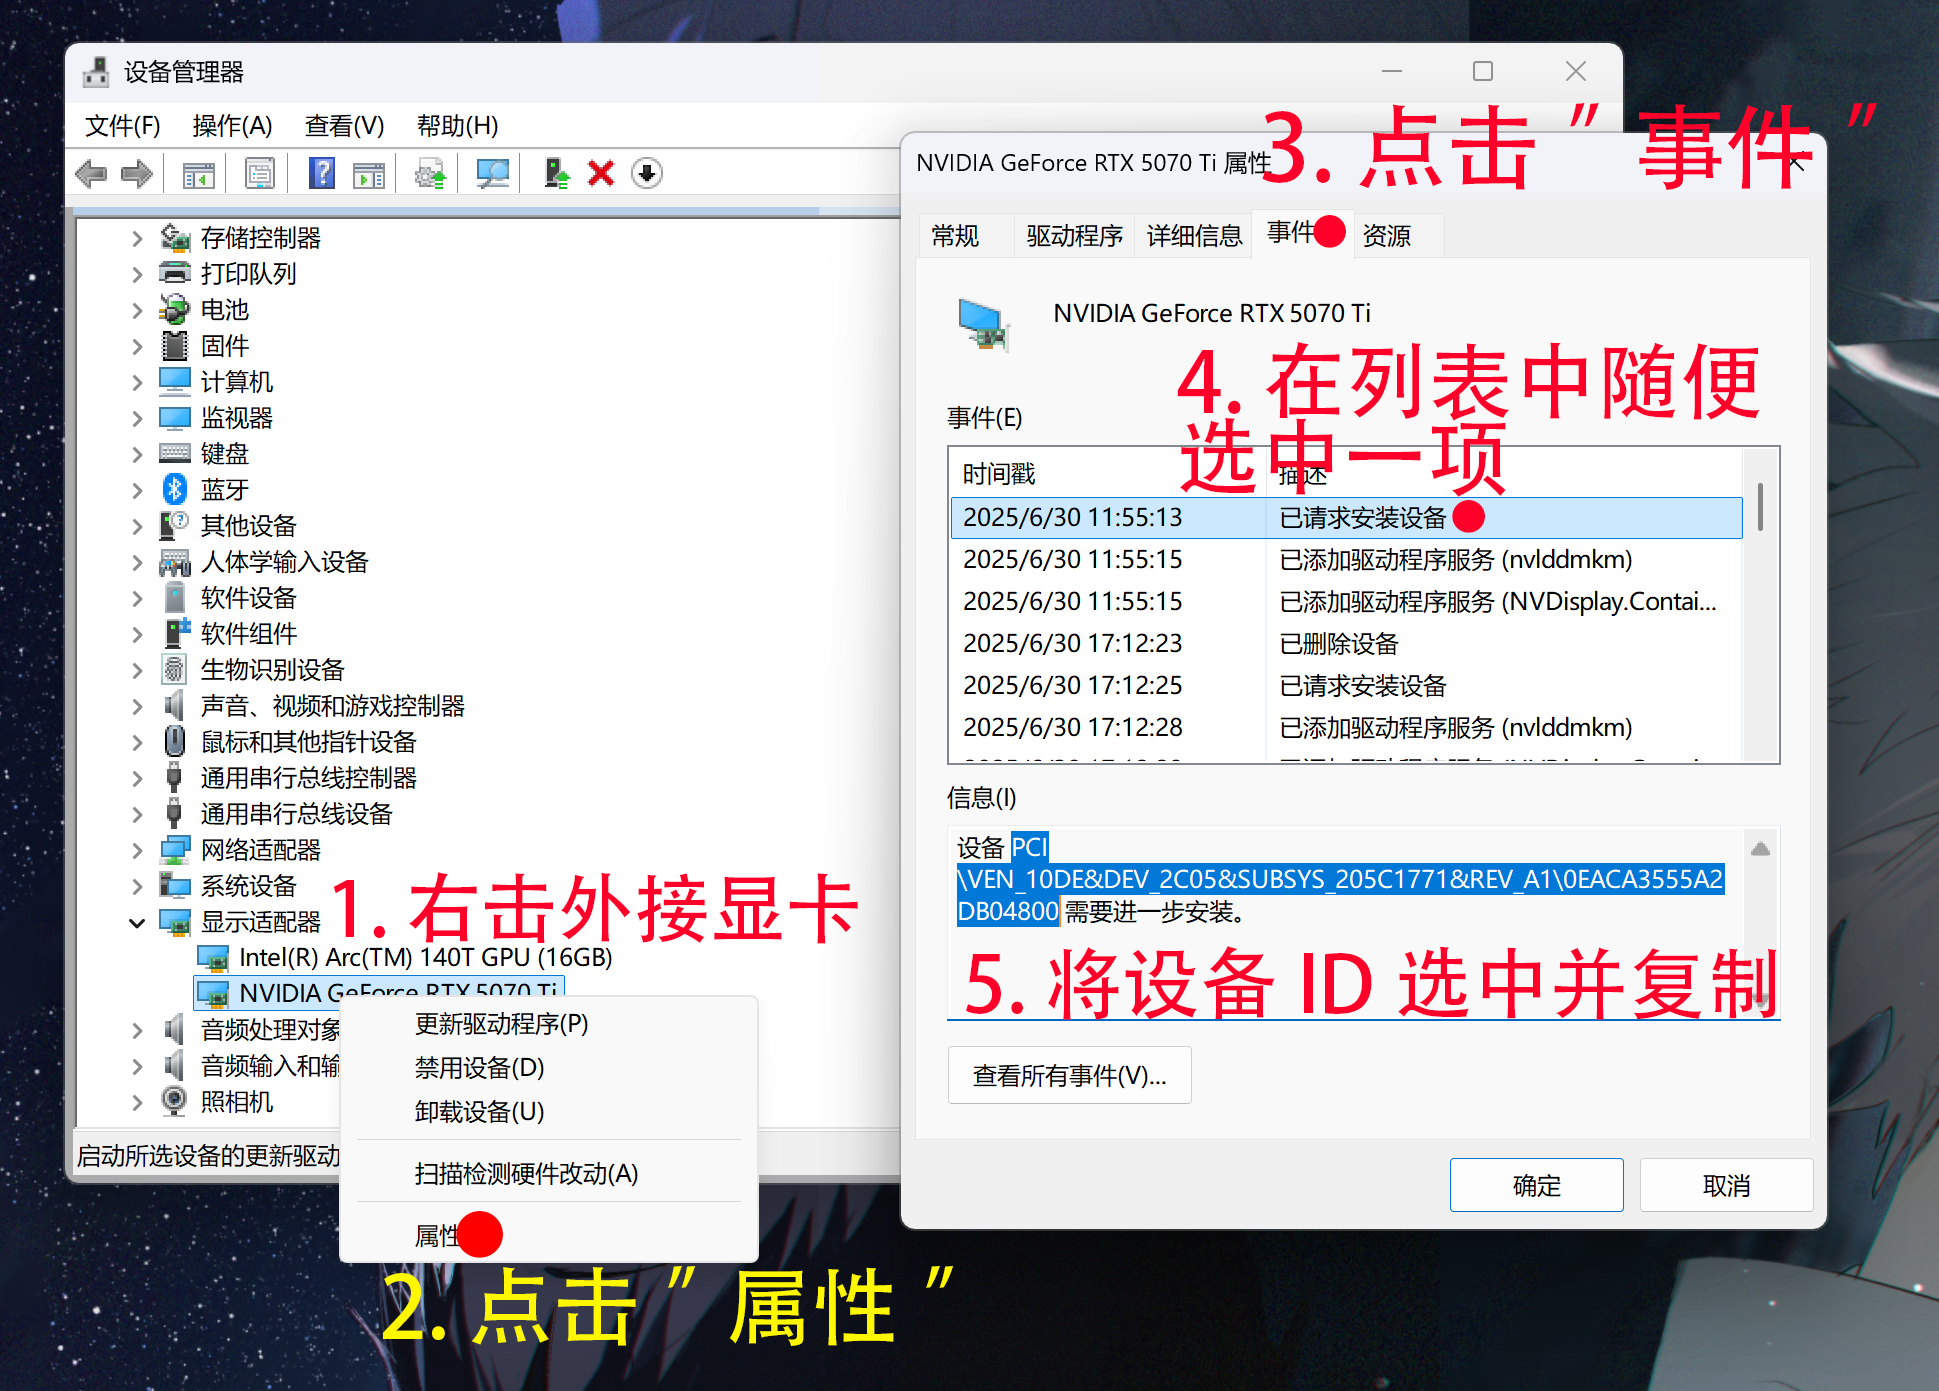 设备管理器
文件(F) 操作(A) 查看(V) 帮助(H)
存储控制器
打印队列
电池
固件
计算机
监视器
键盘
蓝牙
其他设备
人体学输入设备
软件设备
软件组件
生物识别设备
声音、视频和游戏控制器
鼠标和其他指针设备
通用串行总线控制器
通用串行总线设备
网络适配器
系统设备
显示适配器
Intel(R) Arc(TM) 140T GPU (16GB)
NVIDIA GeForce RTX 5070 Ti
音频处理对象
音频输入和输
照相机
启动所选设备的更新驱动
1. 右击外接显卡
更新驱动程序(P)
禁用设备(D)
卸载设备(U)
扫描检测硬件改动(A)
属性
2. 点击 " 属性 "
NVIDIA GeForce RTX 5070 Ti 属性
3. 点击 " 事件 "
常规 驱动程序 详细信息 事件 资源
NVIDIA GeForce RTX 5070 Ti
4. 在列表中随便
选中一项
事件(E)
时间戳 描述
2025/6/30 11:55:13 已请求安装设备
2025/6/30 11:55:15 已添加驱动程序服务 (nvlddmkm)
2025/6/30 11:55:15 已添加驱动程序服务 (NVDisplay.Contai...
2025/6/30 17:12:23 已删除设备
2025/6/30 17:12:25 已请求安装设备
2025/6/30 17:12:28 已添加驱动程序服务 (nvlddmkm)
信息(I)
设备 PCI
\VEN_10DE&DEV_2C05&SUBSYS_205C1771&REV_A1\0EACA3555A2
DB04800 需要进一步安装。
5. 将设备 ID 选中并复制
查看所有事件(V)...
确定 取消